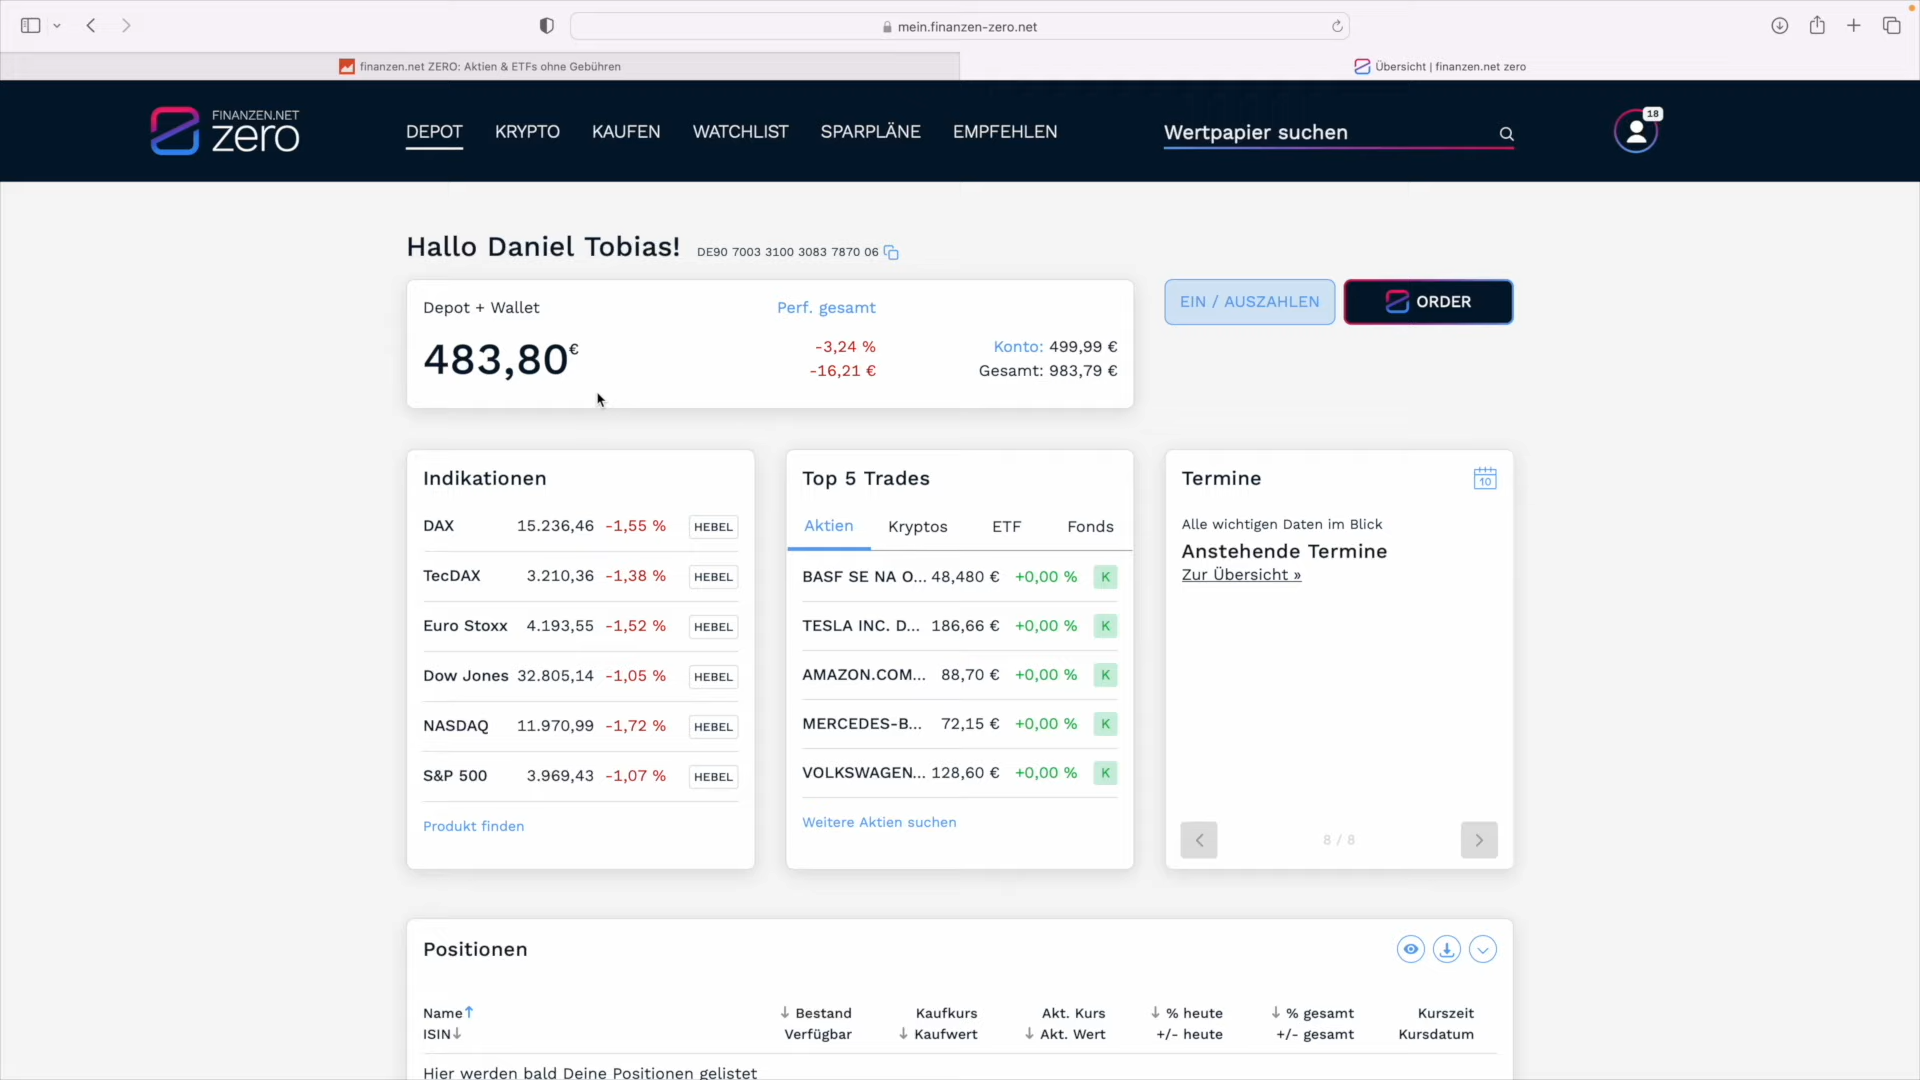 mein.finanzen-zero.net
finanzen.net ZERO: Aktien & ETFs ohne Gebühren
Übersicht | finanzen.net zero
FINANZEN.NET
zero
DEPOT KRYPTO KAUFEN WATCHLIST SPARPLÄNE EMPFEHLEN
Wertpapier suchen
18
Hallo Daniel Tobias! DE90 7003 3100 3083 7870 06
Depot + Wallet
483,80€
Perf. gesamt
-3,24 %
-16,21 €
Konto: 499,99 €
Gesamt: 983,79 €
EIN / AUSZAHLEN
ORDER
Indikationen
DAX 15.236,46 -1,55 % HEBEL
TecDAX 3.210,36 -1,38 % HEBEL
Euro Stoxx 4.193,55 -1,52 % HEBEL
Dow Jones 32.805,14 -1,05 % HEBEL
NASDAQ 11.970,99 -1,72 % HEBEL
S&P 500 3.969,43 -1,07 % HEBEL
Produkt finden
Top 5 Trades
Aktien Kryptos ETF Fonds
BASF SE NA O... 48,480 € +0,00 % K
TESLA INC. D... 186,66 € +0,00 % K
AMAZON.COM... 88,70 € +0,00 % K
MERCEDES-B... 72,15 € +0,00 % K
VOLKSWAGEN... 128,60 € +0,00 % K
Weitere Aktien suchen
Termine
10
Alle wichtigen Daten im Blick
Anstehende Termine
Zur Übersicht »
8 / 8
Positionen
Name↑ ↓ Bestand Kaufkurs Akt. Kurs ↓ % heute ↓ % gesamt Kurszeit
ISIN↓ Verfügbar ↓ Kaufwert ↓ Akt. Wert +/- heute +/- gesamt Kursdatum
Hier werden bald Deine Positionen gelistet